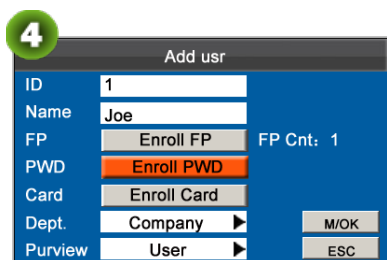 4
Add usr
ID 1
Name Joe
FP Enroll FP FP Cnt: 1
PWD Enroll PWD
Card Enroll Card
Dept. Company M/OK
Purview User ESC